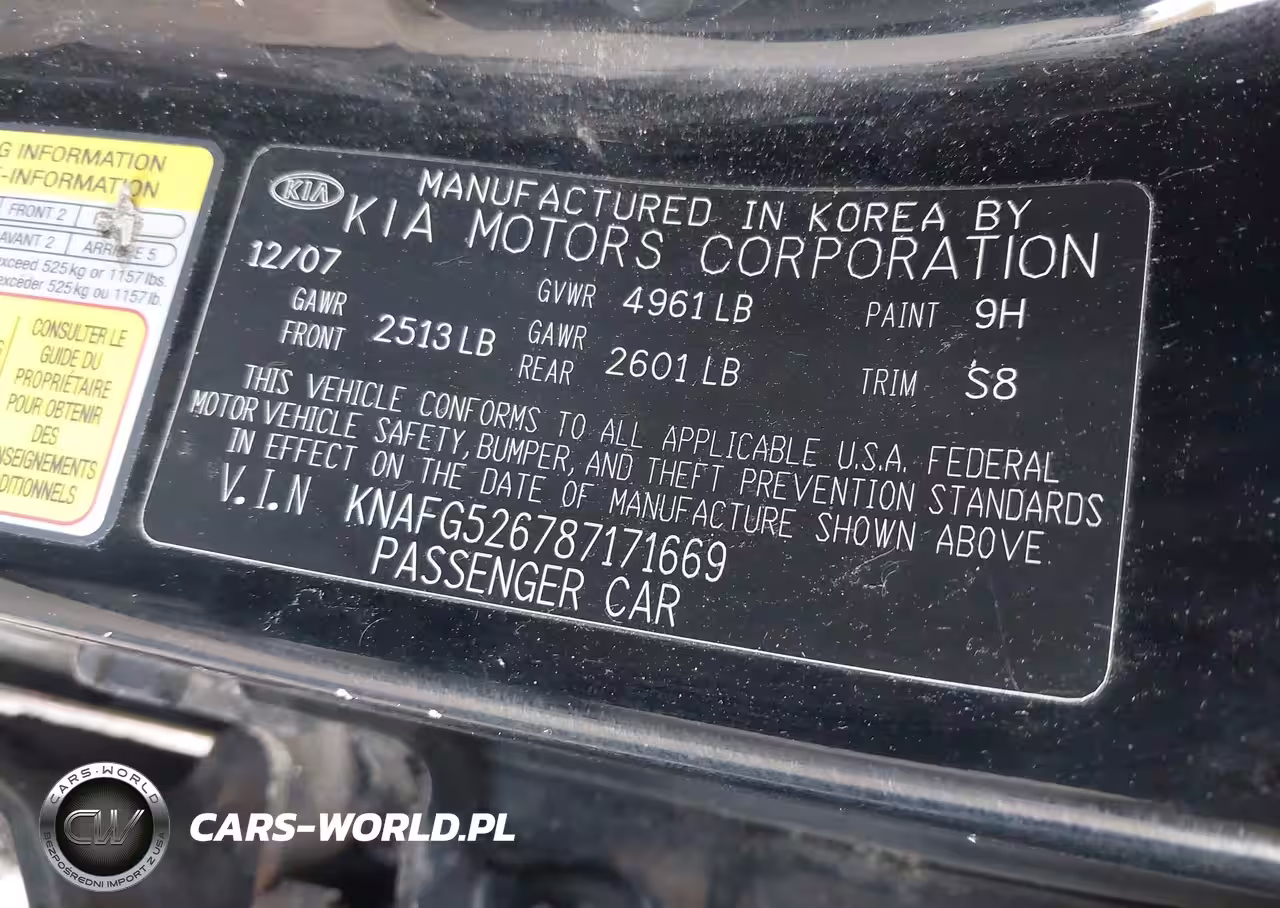 G INFORMATION
-INFORMATION
FRONT 2
AVANT 2
ARRIÈRE 5
exceed 525 kg or 1157 lbs.
excéder 525 kg ou 1157 lb.
CONSULTER LE
GUIDE DU
PROPRIÉTAIRE
POUR OBTENIR
DES
NSEIGNEMENTS
DITIONNELS
KIA
MANUFACTURED IN KOREA BY
KIA MOTORS CORPORATION
12/07 GVWR 4961 LB PAINT 9H
GAWR FRONT 2513 LB GAWR REAR 2601 LB TRIM S8
THIS VEHICLE CONFORMS TO ALL APPLICABLE U.S.A. FEDERAL
MOTOR VEHICLE SAFETY, BUMPER, AND THEFT PREVENTION STANDARDS
IN EFFECT ON THE DATE OF MANUFACTURE SHOWN ABOVE.
V.I.N KNAFG526787171669
PASSENGER CAR
CARS-WORLD
CW
BEZPOŚREDNI IMPORT Z USA
CARS-WORLD.PL